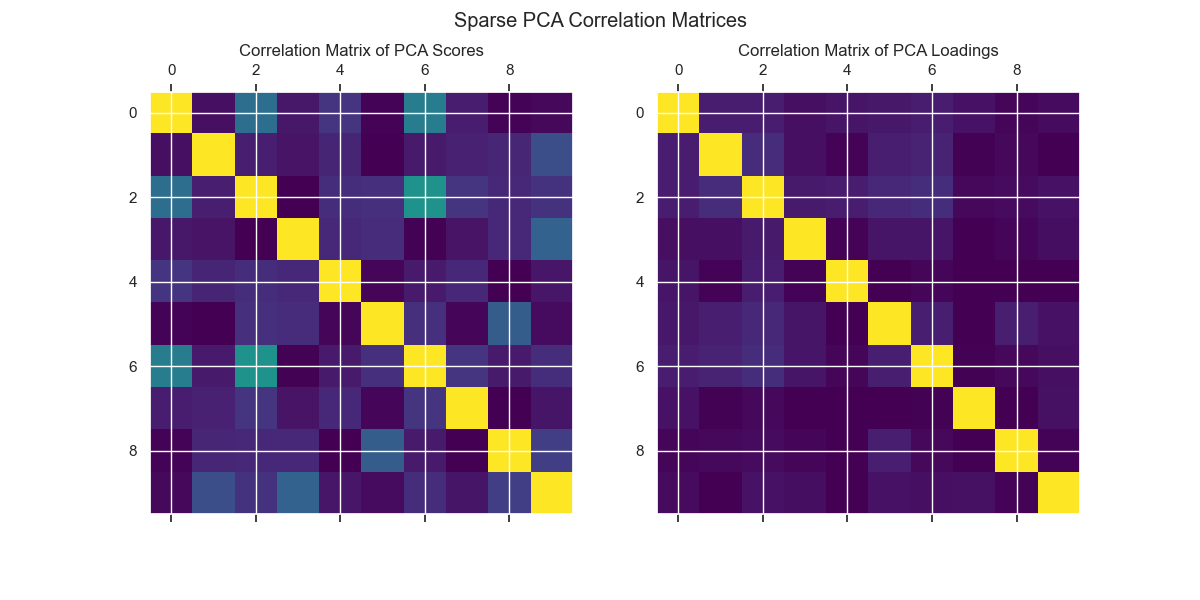 Sparse PCA Correlation Matrices
Correlation Matrix of PCA Scores
0 2 4 6 8
0
2
4
6
8
Correlation Matrix of PCA Loadings
0 2 4 6 8
0
2
4
6
8